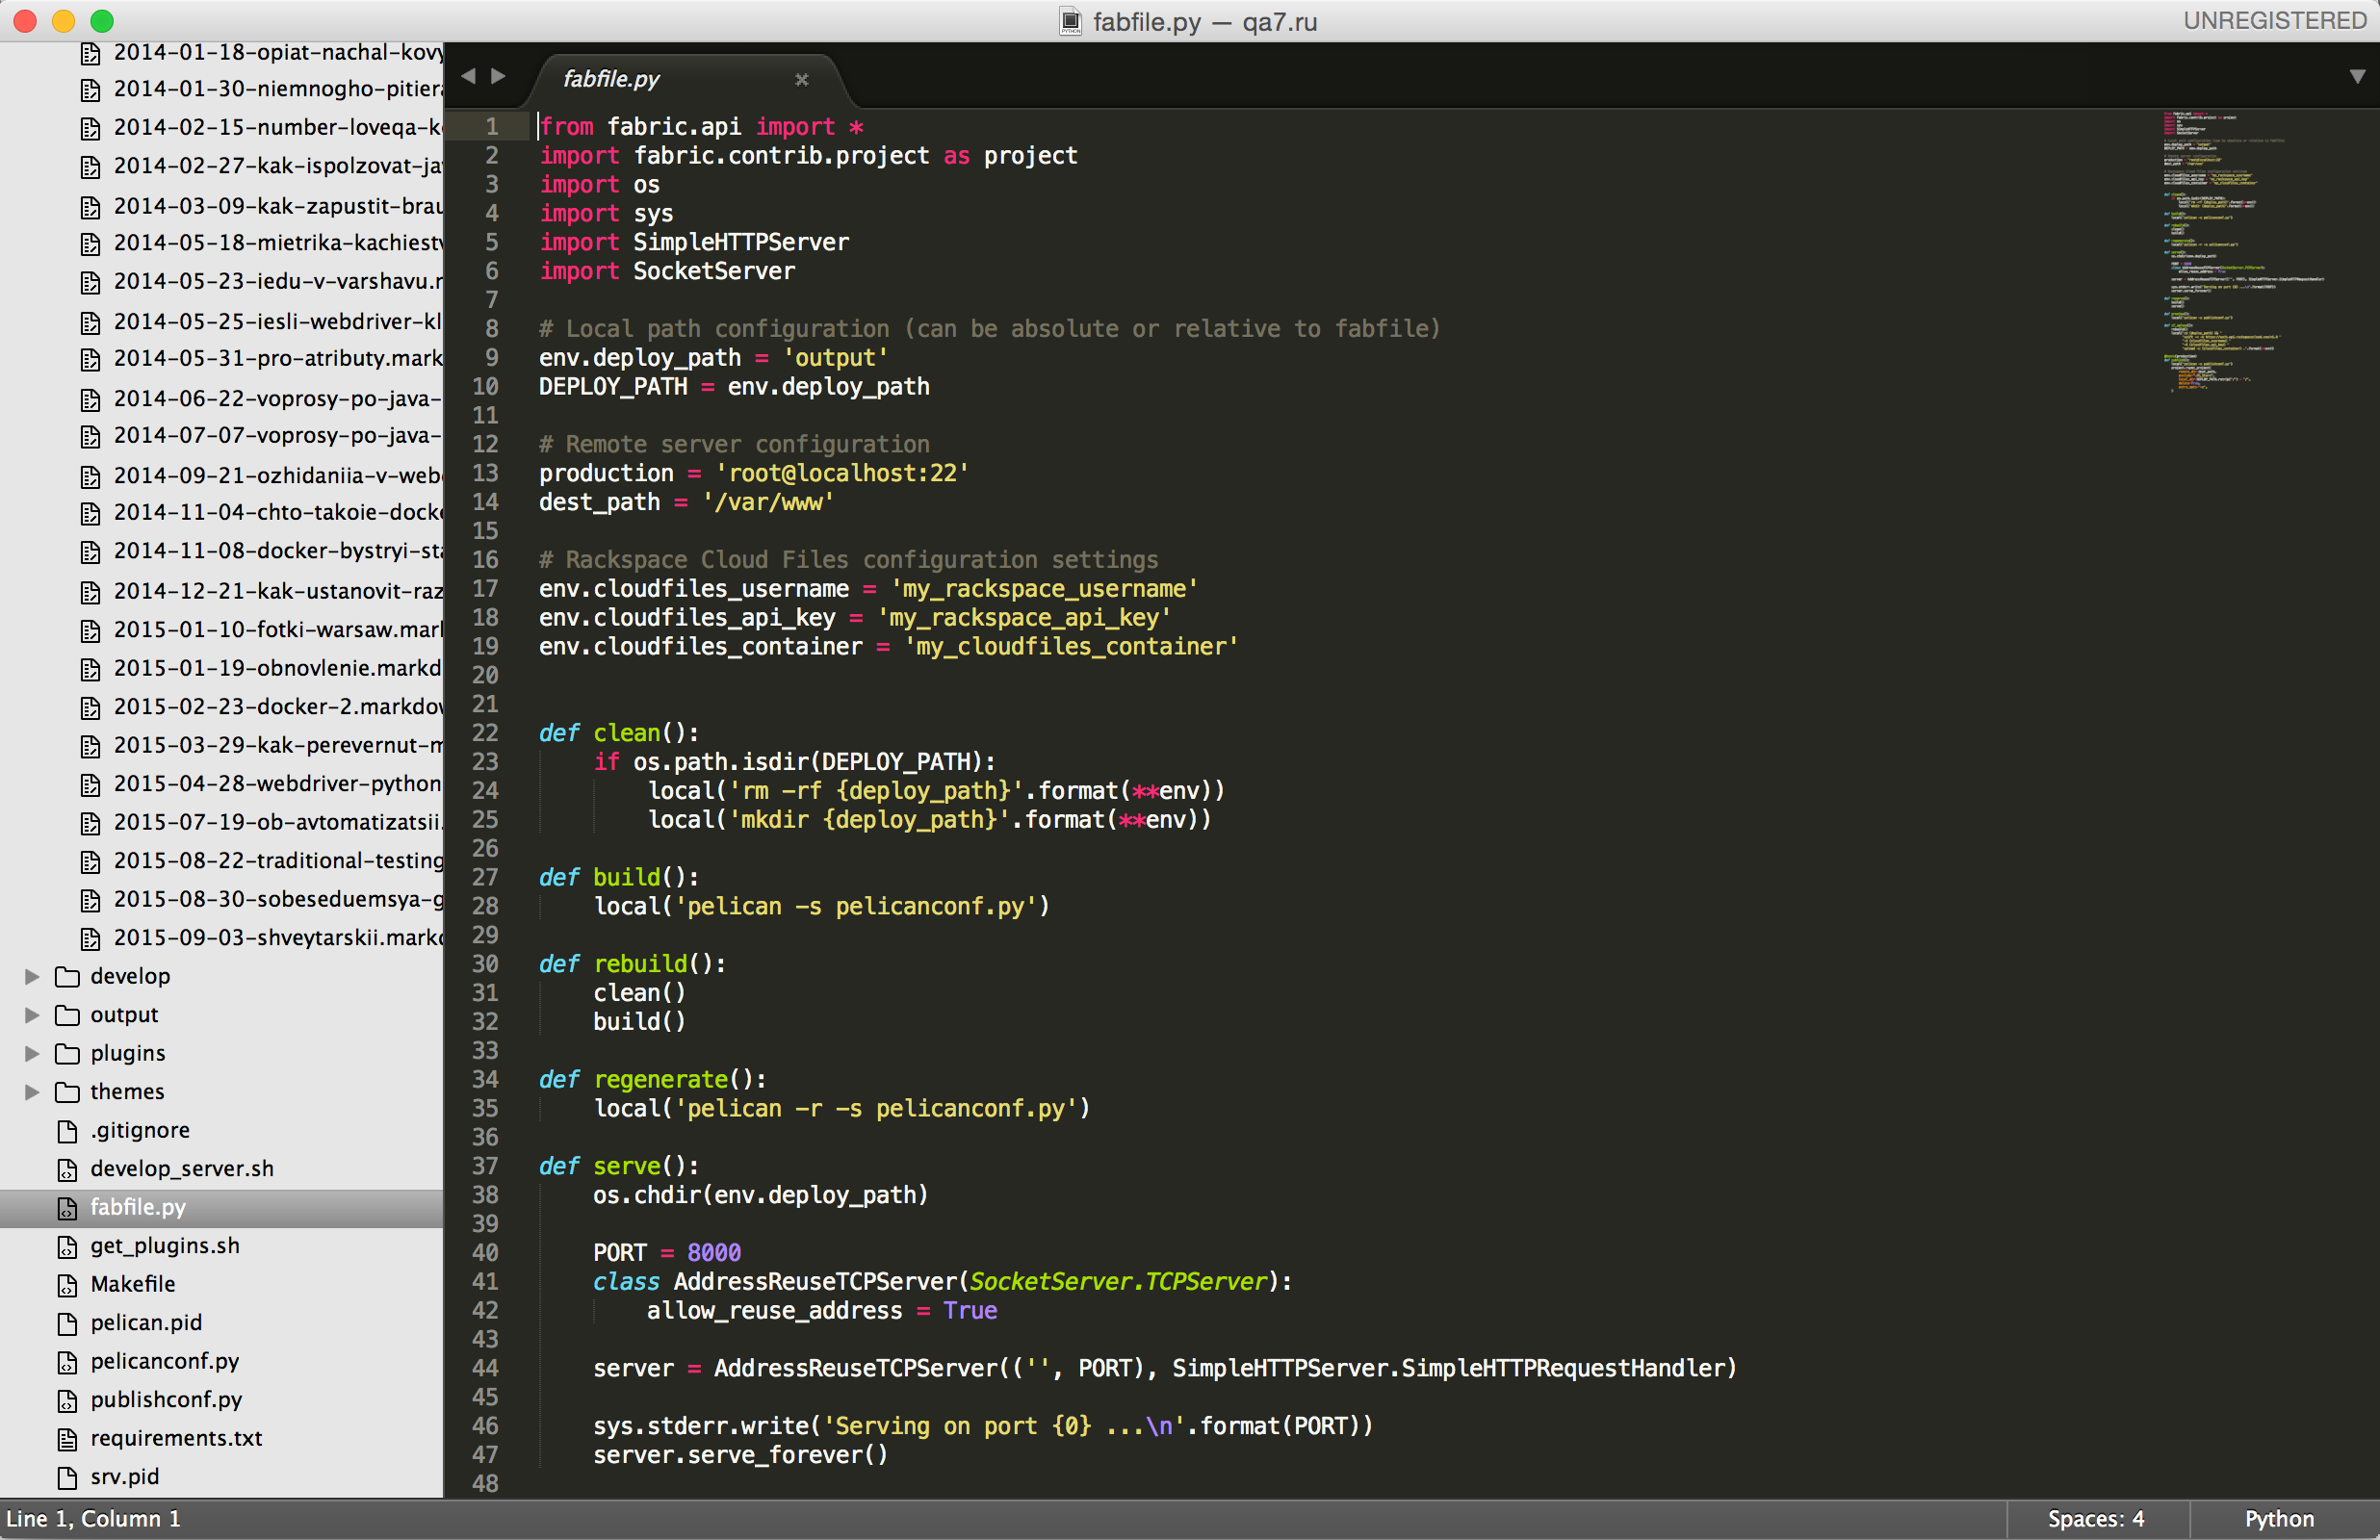 fabfile.py — qa7.ru
UNREGISTERED
2014-01-18-opiat-nachal-kovy
2014-01-30-niemnogho-pitiera
2014-02-15-number-loveqa-k
2014-02-27-kak-ispolzovat-ja
2014-03-09-kak-zapustit-brau
2014-05-18-mietrika-kachiestv
2014-05-23-iedu-v-varshavu.r
2014-05-25-iesli-webdriver-kl
2014-05-31-pro-atributy.mark
2014-06-22-voprosy-po-java-
2014-07-07-voprosy-po-java-
2014-09-21-ozhidaniia-v-web
2014-11-04-chto-takoie-dock
2014-11-08-docker-bystryi-sta
2014-12-21-kak-ustanovit-raz
2015-01-10-fotki-warsaw.mar
2015-01-19-obnovlenie.markd
2015-02-23-docker-2.markdov
2015-03-29-kak-perevernut-m
2015-04-28-webdriver-python
2015-07-19-ob-avtomatizatsii.
2015-08-22-traditional-testing
2015-08-30-sobeseduemsya-g
2015-09-03-shveytarskii.mark
develop
output
plugins
themes
.gitignore
develop_server.sh
fabfile.py
get_plugins.sh
Makefile
pelican.pid
pelicanconf.py
publishconf.py
requirements.txt
srv.pid
fabfile.py
1 from fabric.api import *
2 import fabric.contrib.project as project
3 import os
4 import sys
5 import SimpleHTTPServer
6 import SocketServer
7
8 # Local path configuration (can be absolute or relative to fabfile)
9 env.deploy_path = 'output'
10 DEPLOY_PATH = env.deploy_path
11
12 # Remote server configuration
13 production = 'root@localhost:22'
14 dest_path = '/var/www'
15
16 # Rackspace Cloud Files configuration settings
17 env.cloudfiles_username = 'my_rackspace_username'
18 env.cloudfiles_api_key = 'my_rackspace_api_key'
19 env.cloudfiles_container = 'my_cloudfiles_container'
20
21
22 def clean():
23     if os.path.isdir(DEPLOY_PATH):
24         local('rm -rf {deploy_path}'.format(**env))
25         local('mkdir {deploy_path}'.format(**env))
26
27 def build():
28     local('pelican -s pelicanconf.py')
29
30 def rebuild():
31     clean()
32     build()
33
34 def regenerate():
35     local('pelican -r -s pelicanconf.py')
36
37 def serve():
38     os.chdir(env.deploy_path)
39
40     PORT = 8000
41     class AddressReuseTCPServer(SocketServer.TCPServer):
42         allow_reuse_address = True
43
44     server = AddressReuseTCPServer(('', PORT), SimpleHTTPServer.SimpleHTTPRequestHandler)
45
46     sys.stderr.write('Serving on port {0} ...\n'.format(PORT))
47     server.serve_forever()
48
Line 1, Column 1
Spaces: 4
Python